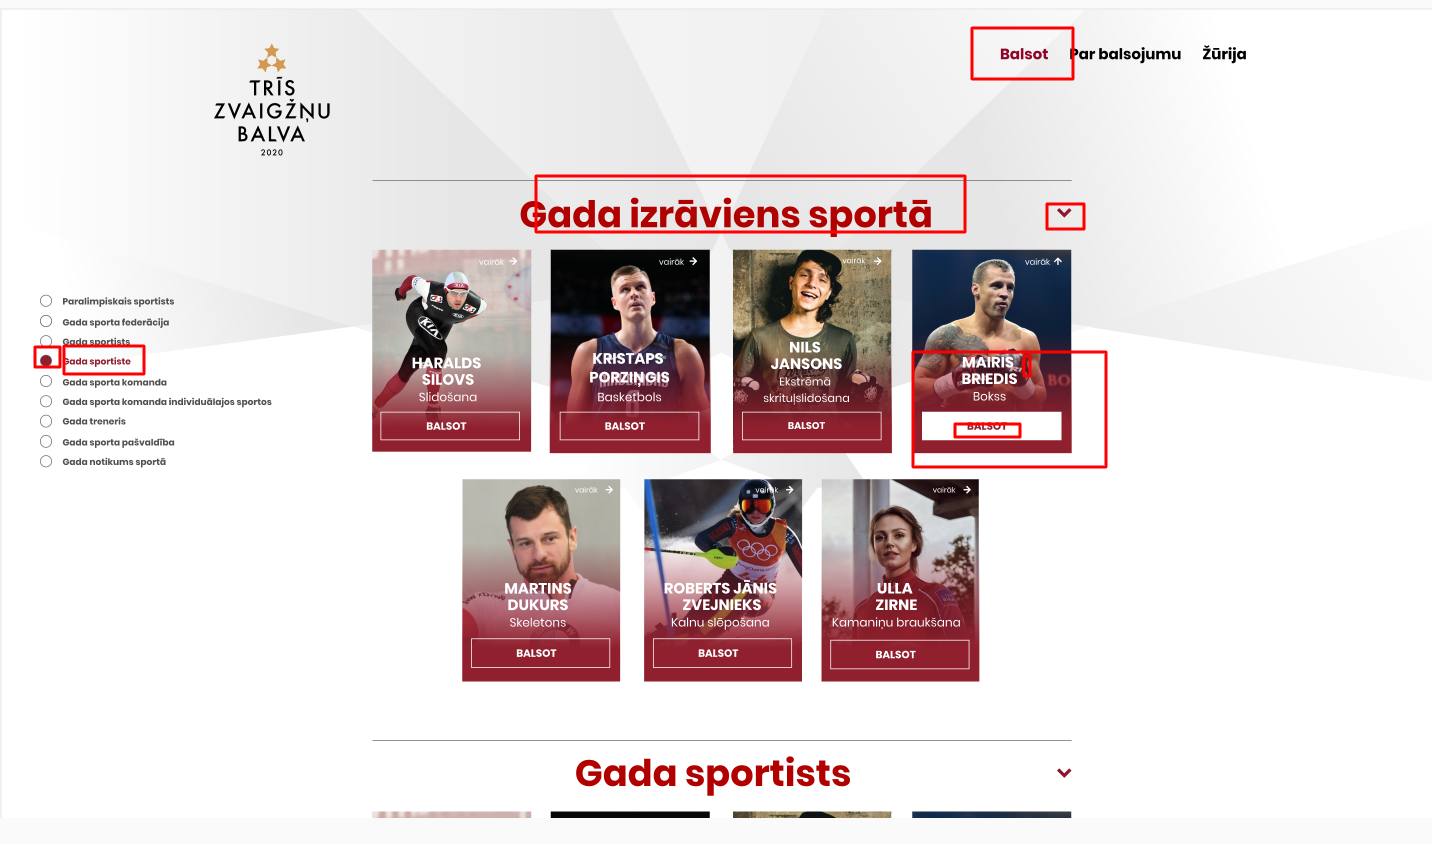 Balsot Par balsojumu Žūrija
TRĪS
ZVAIGŽŅU
BALVA
2020
Gada izrāviens sportā
Paralimpiskais sportists
Gada sporta federācija
Gada sportists
Gada sportiste
Gada sporta komanda
Gada sporta komanda individuālajos sportos
Gada treneris
Gada sporta pašvaldība
Gada notikums sportā
vairāk
KIA
HARALDS
SILOVS
Slidošana
BALSOT
vairāk
KRISTAPS
PORZIŅĢIS
Basketbols
BALSOT
vairāk
NILS
JANSONS
Ekstrēmā
skrituļslidošana
BALSOT
vairāk
MAIRIS
BRIEDIS
Bokss
BALSOT
vairāk
MARTINS
DUKURS
Skeletons
BALSOT
vairāk
ROBERTS JĀNIS
ZVEJNIEKS
Kalnu slēpošana
BALSOT
vairāk
ULLA
ZIRNE
Kamaniņu braukšana
BALSOT
Gada sportists